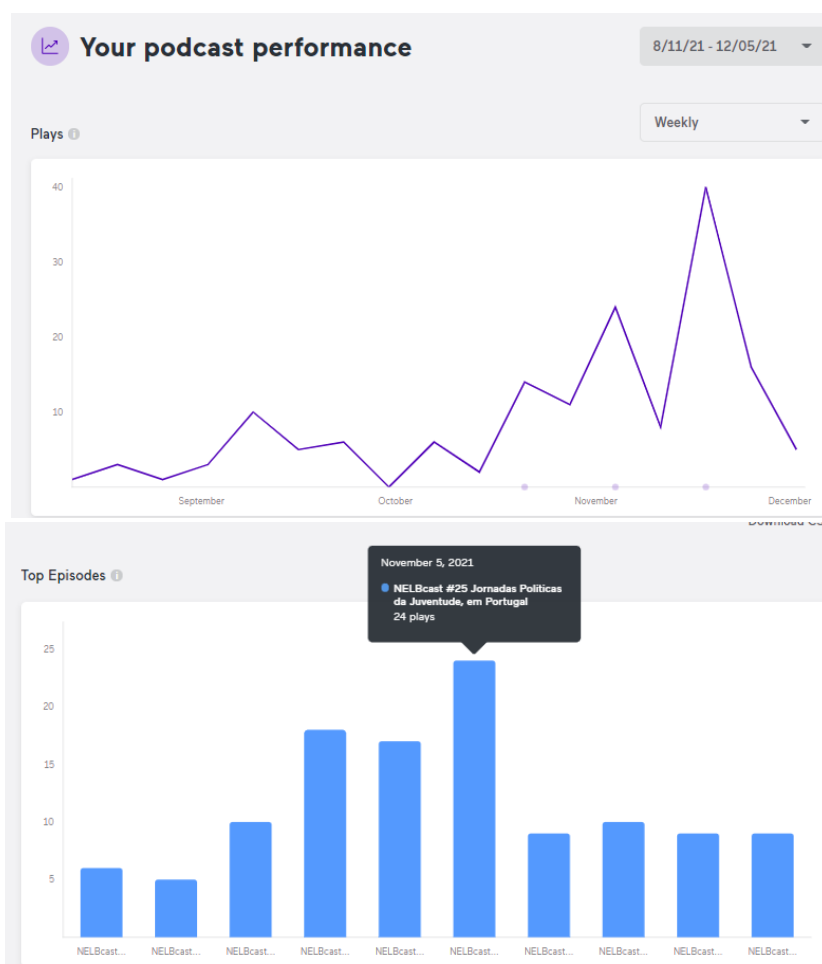 Your podcast performance
8/11/21 - 12/05/21
Weekly
Plays
40
30
20
10
September October November December
Top Episodes
November 5, 2021
NELBcast #25 Jornadas Políticas
da Juventude, em Portugal
24 plays
25
20
15
10
5
NELBcast... NELBcast... NELBcast... NELBcast... NELBcast... NELBcast... NELBcast... NELBcast... NELBcast... NELBcast...